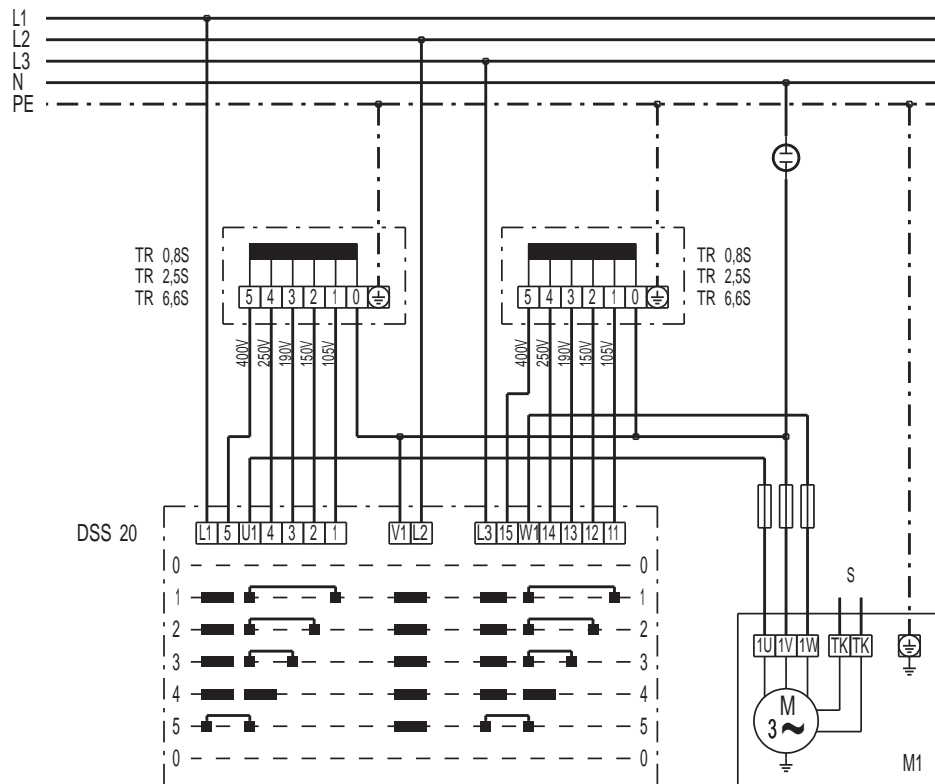 L1
L2
L3
N
PE
TR 0,8S
TR 2,5S
TR 6,6S
5 4 3 2 1 0
400V 250V 190V 150V 105V
5 4 3 2 1 0
400V 250V 190V 150V 105V
TR 0,8S
TR 2,5S
TR 6,6S
DSS 20
L1 5 U1 4 3 2 1
V1 L2
L3 15 W1 14 13 12 11
0 0
1 1
2 2
3 3
4 4
5 5
0 0
S
1U 1V 1W TK TK
M
3~
M1